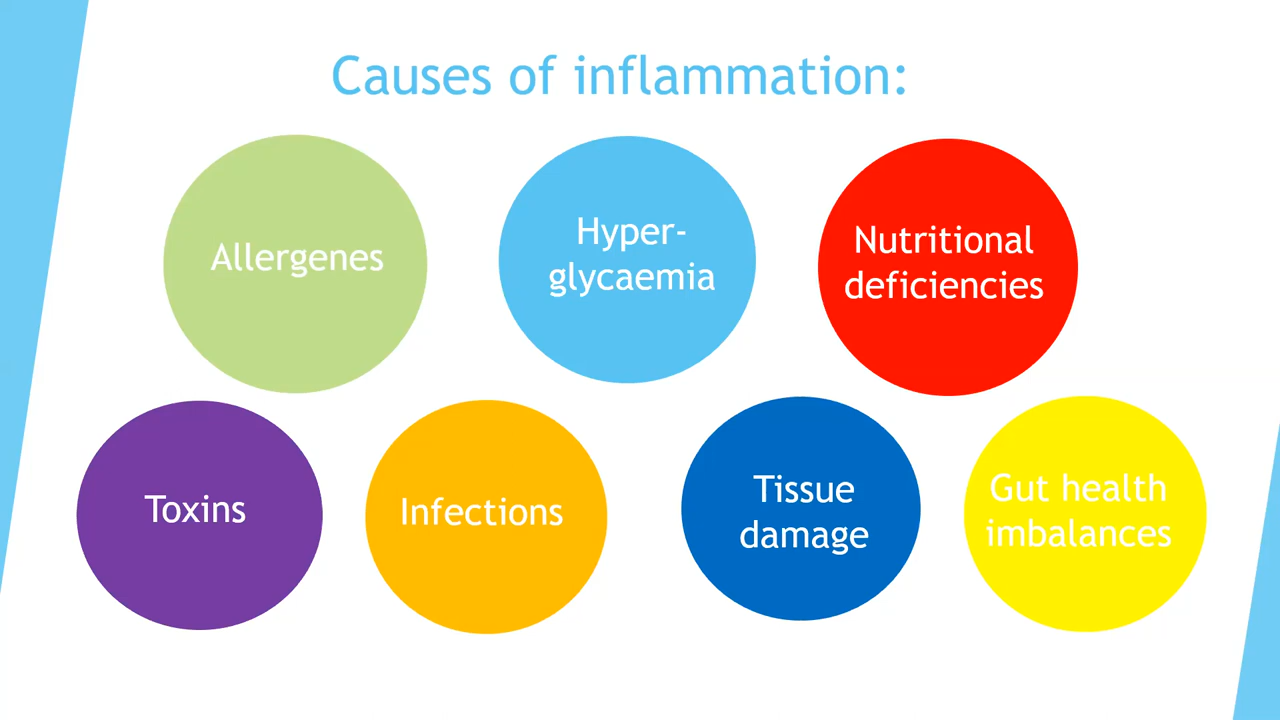 Causes of inflammation:
Allergenes
Hyper-
glycaemia
Nutritional
deficiencies
Toxins
Infections
Tissue
damage
Gut health
imbalances